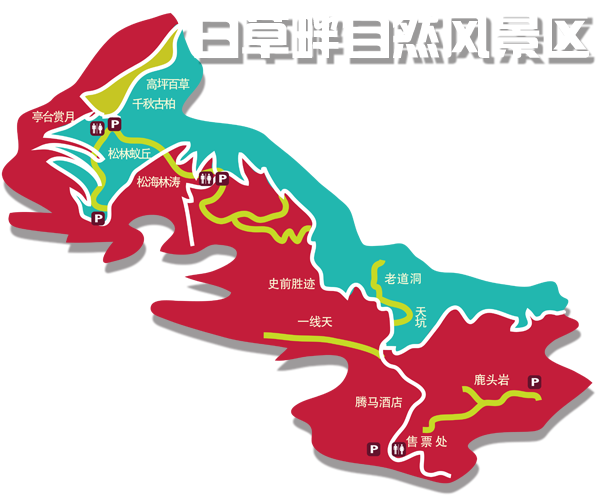 白草畔自然风景区
高坪百草
千秋古柏
亭台赏月
P
松林蚁丘
松海林涛
P
P
史前胜迹
老道洞
天坑
一线天
鹿头岩
P
腾马酒店
售票处
P